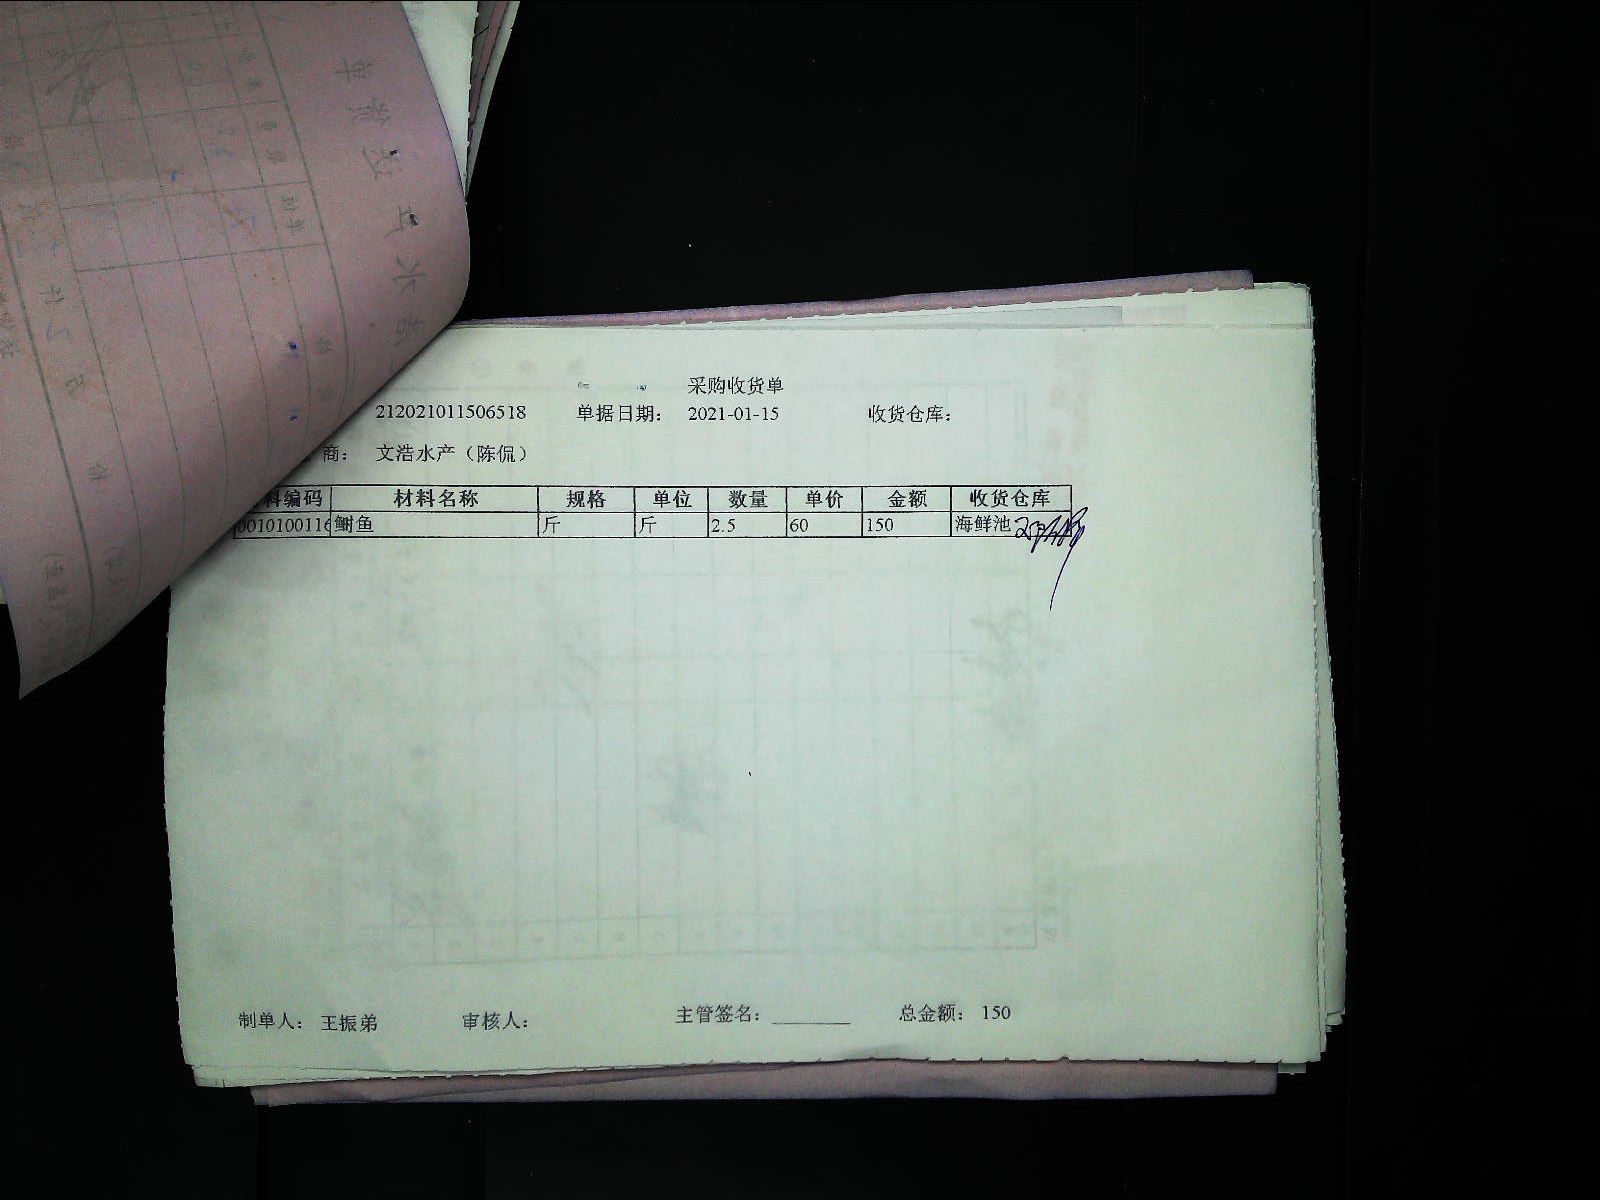 采购收货单
212021011506518 单据日期： 2021-01-15 收货仓库：
商： 文浩水产（陈侃）
料编码 材料名称 规格 单位 数量 单价 金额 收货仓库
0010100116 鲥鱼 斤 斤 2.5 60 150 海鲜池
制单人： 王振弟 审核人： 主管签名： 总金额： 150